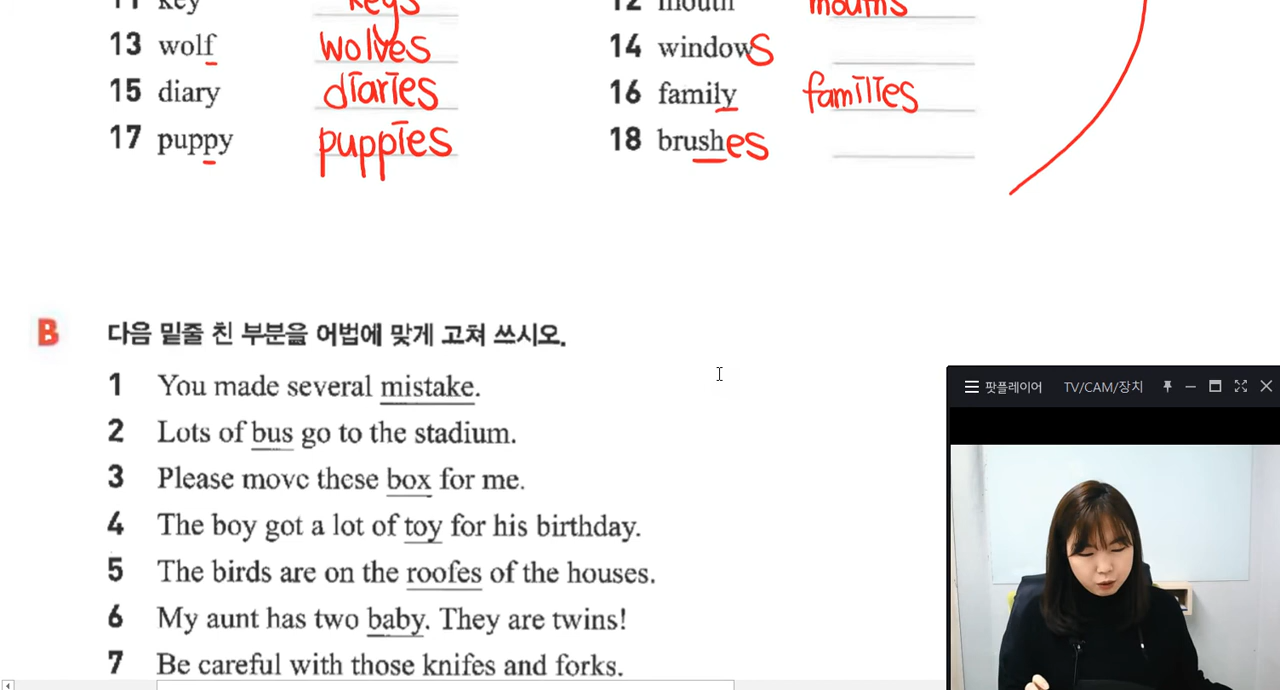 11 key keys 12 mouth mouths
13 wolf wolves 14 windows
15 diary diaries 16 family families
17 puppy puppies 18 brushes
B 다음 밑줄 친 부분을 어법에 맞게 고쳐 쓰시오.
1 You made several mistake.
2 Lots of bus go to the stadium.
3 Please move these box for me.
4 The boy got a lot of toy for his birthday.
5 The birds are on the roofes of the houses.
6 My aunt has two baby. They are twins!
7 Be careful with those knifes and forks.
팟플레이어 TV/CAM/장치